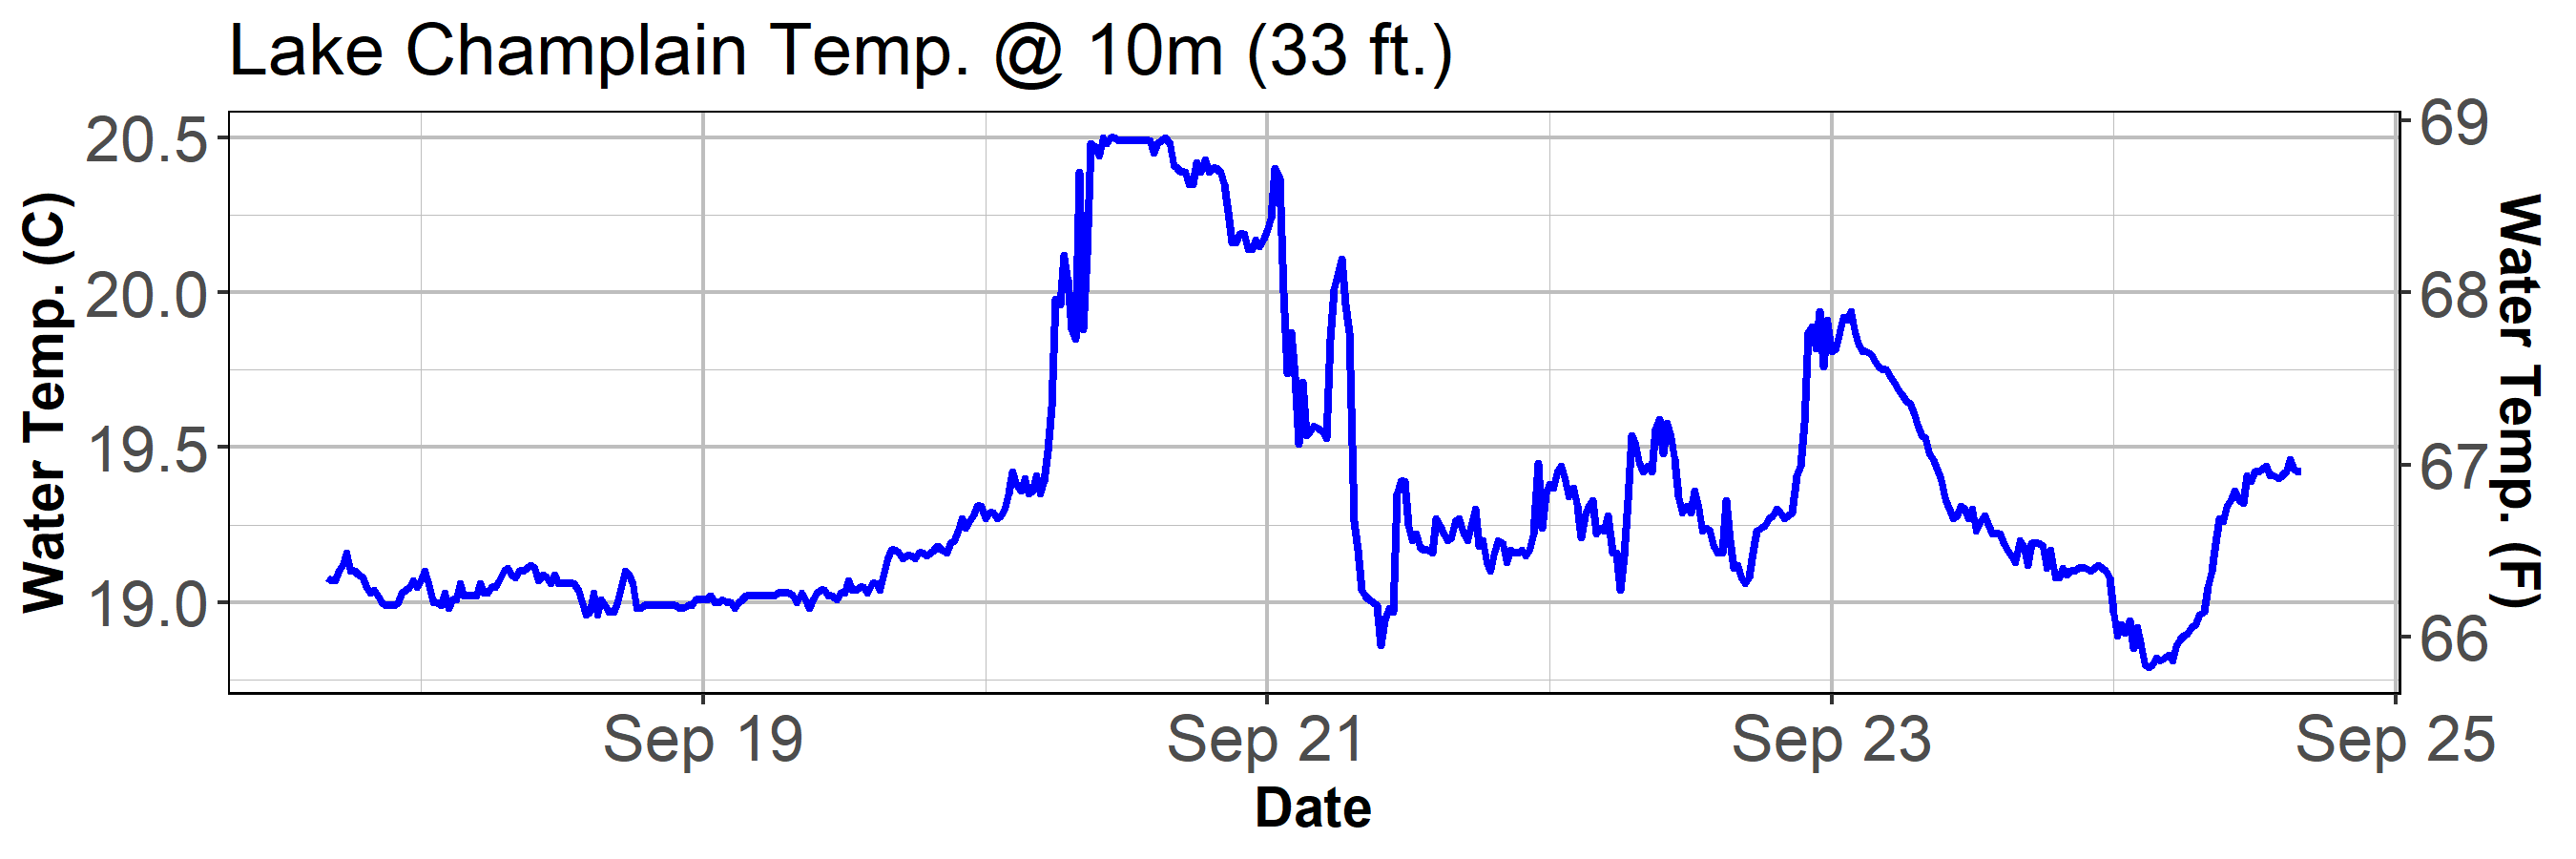 Lake Champlain Temp. @ 10m (33 ft.)
Water Temp. (C)
20.5
20.0
19.5
19.0
69
68
67
66
Water Temp. (F)
Sep 19
Sep 21
Sep 23
Sep 25
Date